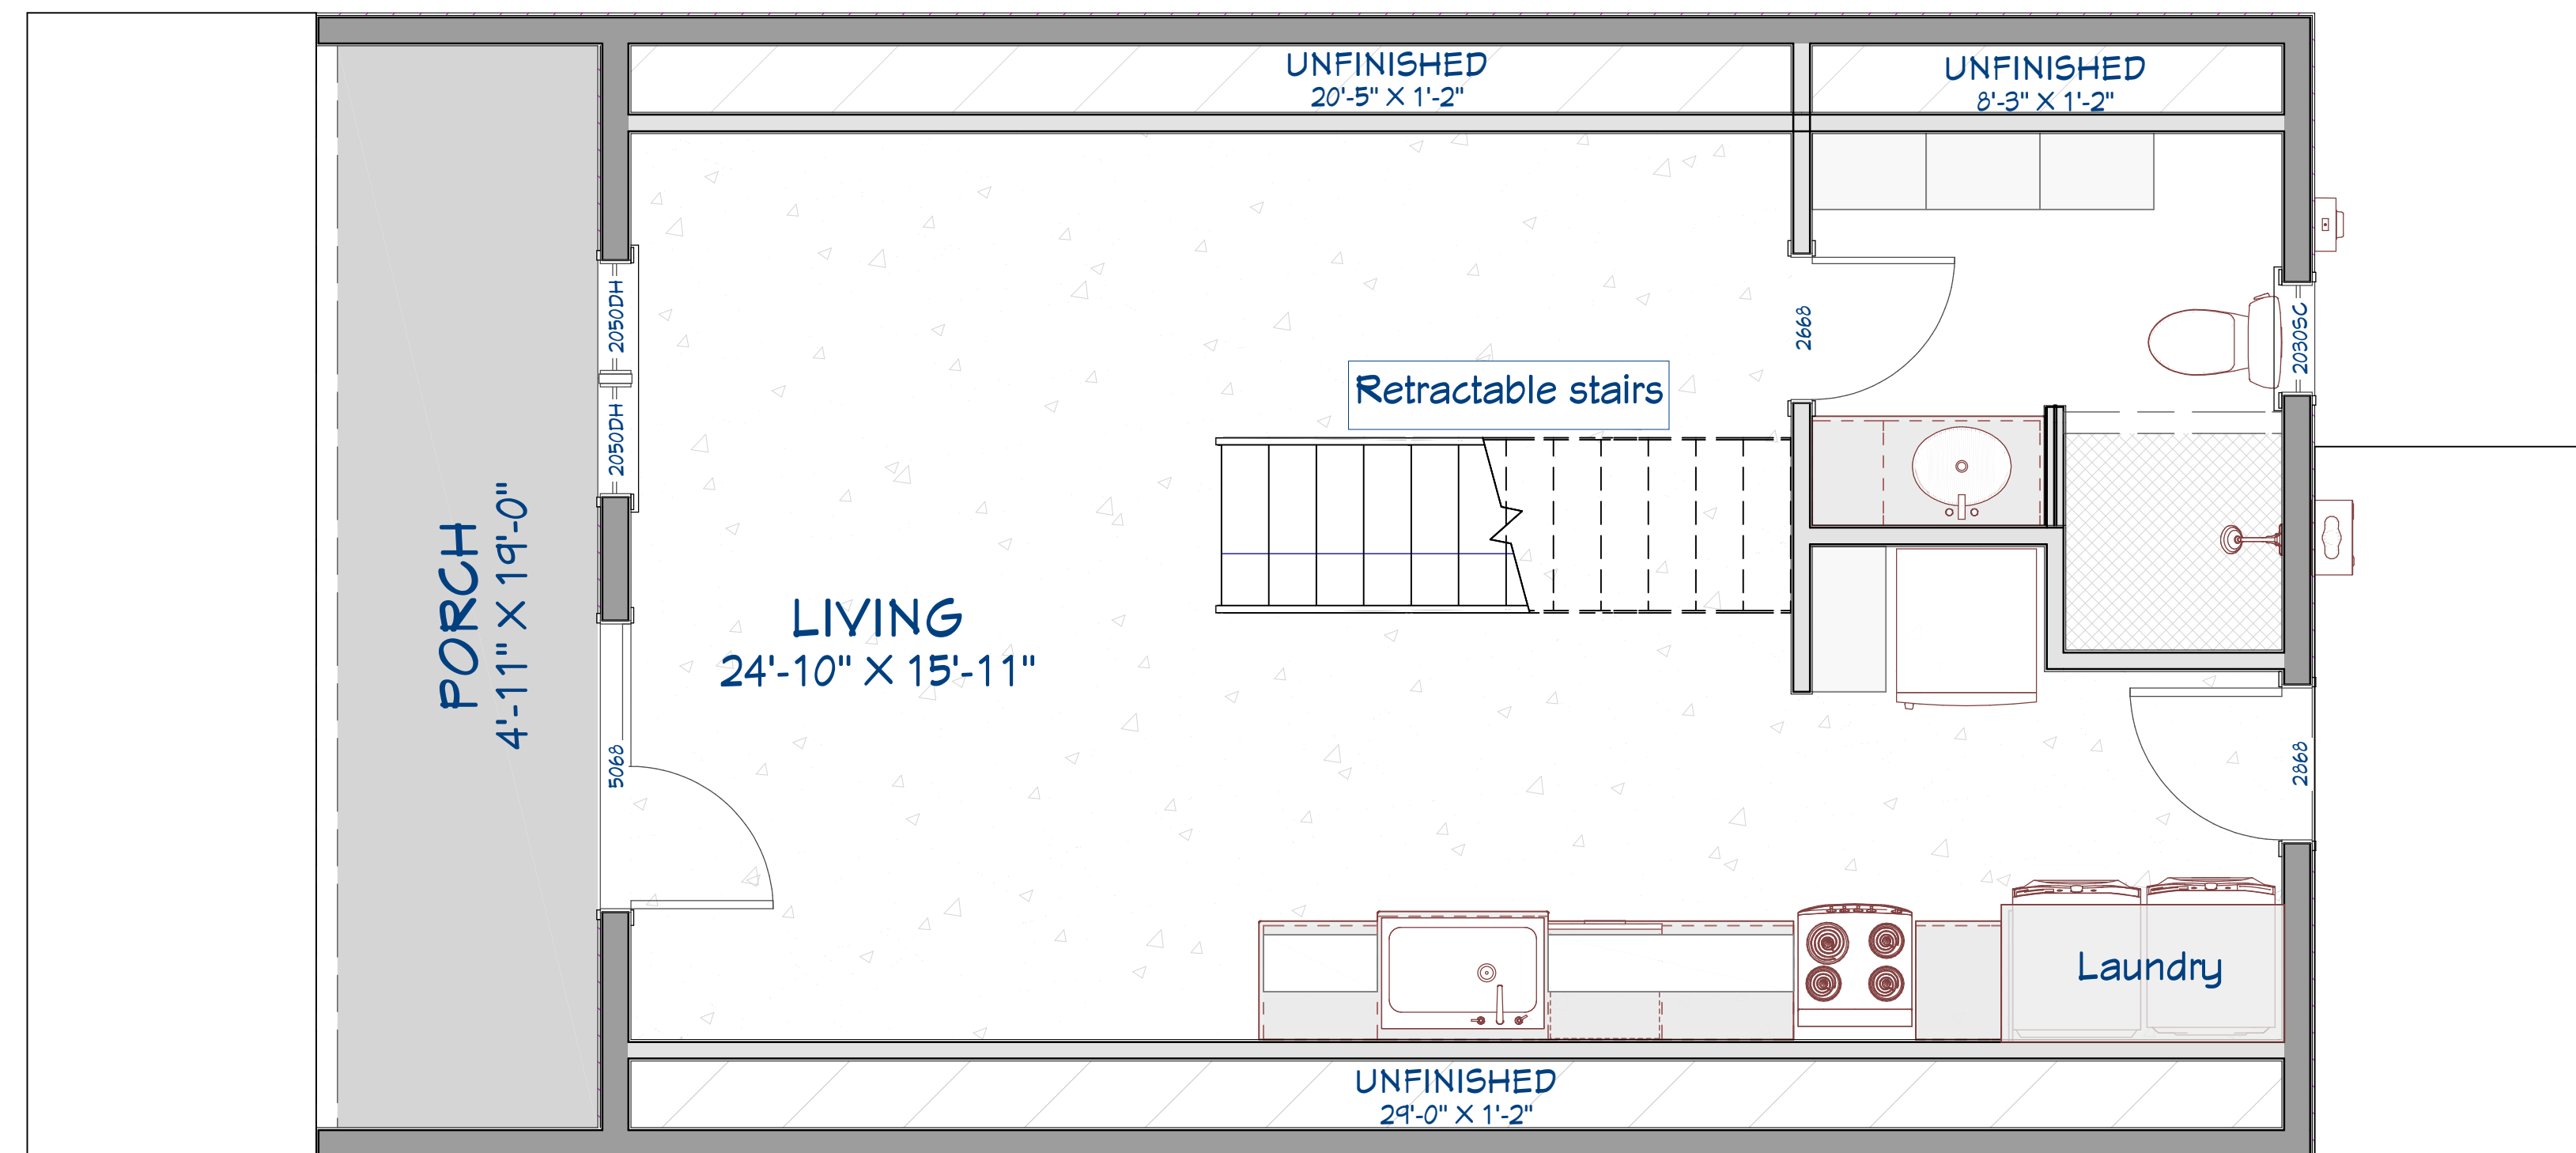 UNFINISHED
20'-5" X 1'-2"
UNFINISHED
8'-3" X 1'-2"
2050DH
2050DH
2668
2030SC
Retractable stairs
PORCH
4'-11" X 19'-0"
LIVING
24'-10" X 15'-11"
5068
2868
Laundry
UNFINISHED
29'-0" X 1'-2"